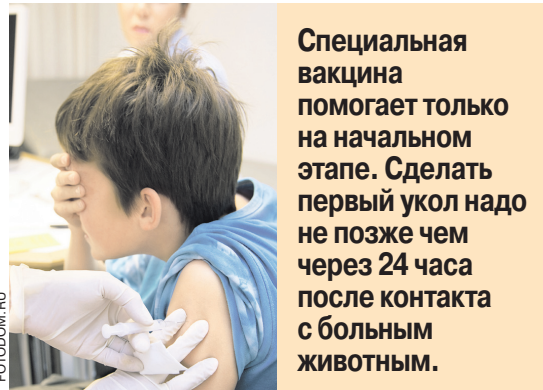 Специальная
вакцина
помогает только
на начальном
этапе. Сделать
первый укол надо
не позже чем
через 24 часа
после контакта
с больным
животным.
FOTODOM.RU